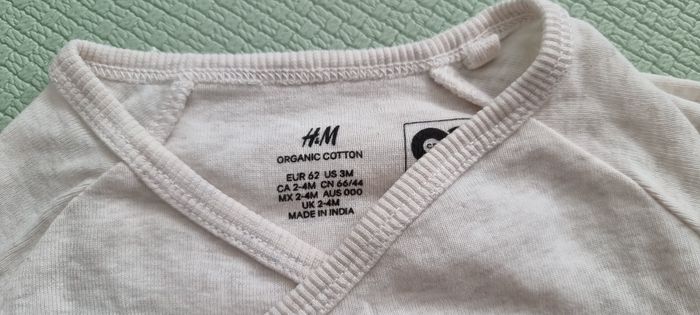 H&M
ORGANIC COTTON
EUR 62 US 3M
CA 2-4M CN 66/44
MX 2-4M AUS 000
UK 2-4M
MADE IN INDIA